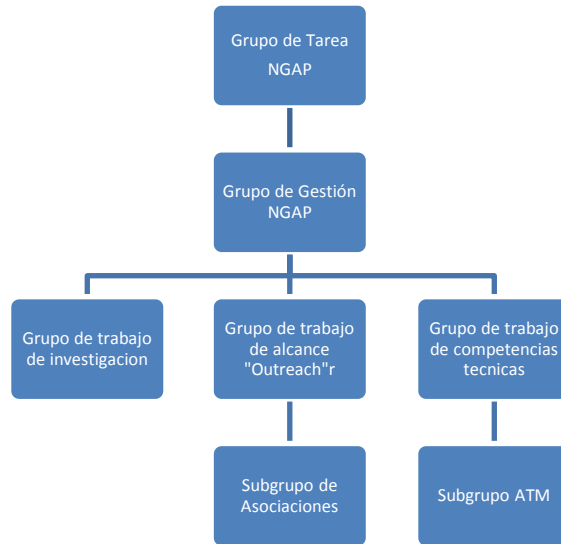 Grupo de Tarea
NGAP
Grupo de Gestión
NGAP
Grupo de trabajo
de investigacion
Grupo de trabajo
de alcance
"Outreach"r
Grupo de trabajo
de competencias
tecnicas
Subgrupo de
Asociaciones
Subgrupo ATM